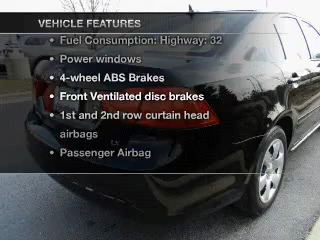 VEHICLE FEATURES
• Fuel Consumption: Highway: 32
• Power windows
• 4-wheel ABS Brakes
• Front Ventilated disc brakes
• 1st and 2nd row curtain head
airbags
• Passenger Airbag
LX